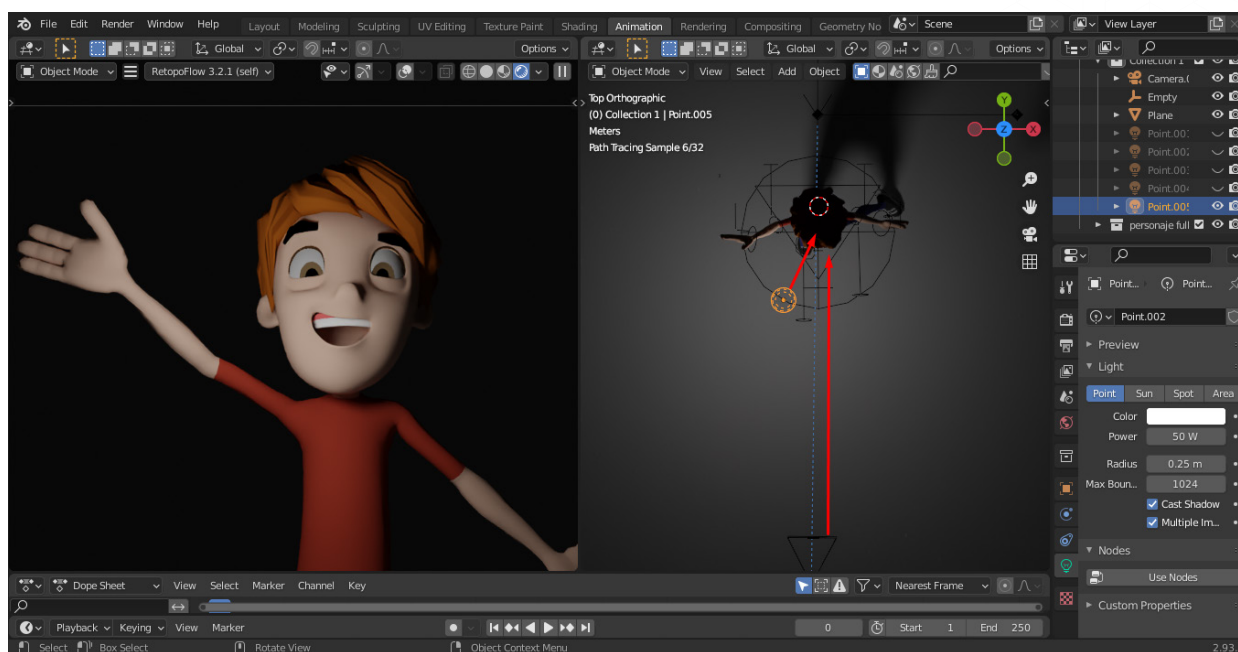 File Edit Render Window Help Layout Modeling Sculpting UV Editing Texture Paint Shading Animation Rendering Compositing Geometry No Scene View Layer
Global Options Global Options
Object Mode RetopoFlow 3.2.1 (self) Object Mode View Select Add Object
Collection 1
Camera.(
Empty
Plane
Point.00
Point.00
Point.00
Point.00
Point.00
personaje full
Top Orthographic
(0) Collection 1 | Point.005
Meters
Path Tracing Sample 6/32
Y
Z
X
Point... Point...
Point.002
Preview
Light
Point Sun Spot Area
Color
Power 50 W
Radius 0.25 m
Max Boun... 1024
Cast Shadow
Multiple Im...
Nodes
Use Nodes
Custom Properties
Dope Sheet View Select Marker Channel Key Nearest Frame
Playback Keying View Marker 0 Start 1 End 250
Select Box Select Rotate View Object Context Menu 2.93.